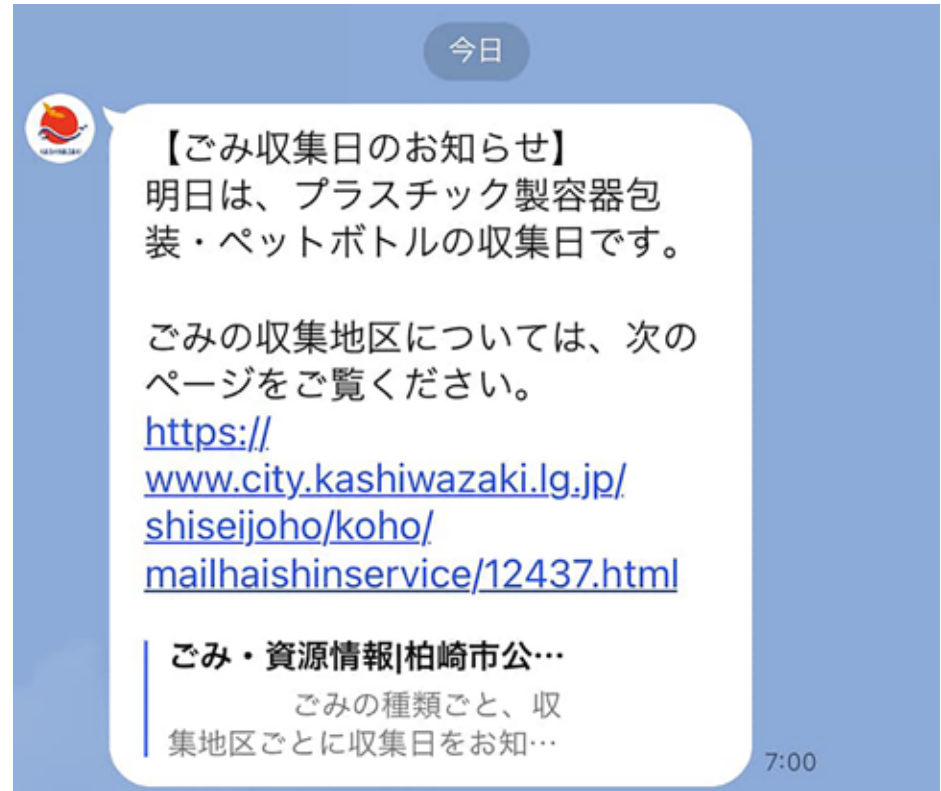 今日
【ごみ収集日のお知らせ】
明日は、プラスチック製容器包
装・ペットボトルの収集日です。
ごみの収集地区については、次の
ページをご覧ください。
https://
www.city.kashiwazaki.lg.jp/
shiseijoho/koho/
mailhaishinservice/12437.html
ごみ・資源情報|柏崎市公…
ごみの種類ごと、収
集地区ごとに収集日をお知…
7:00